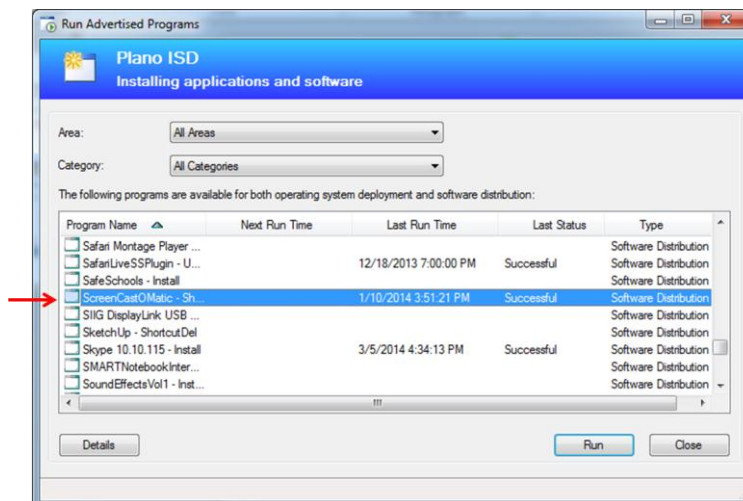 Run Advertised Programs
Plano ISD
Installing applications and software
Area: All Areas
Category: All Categories
The following programs are available for both operating system deployment and software distribution:
Program Name Next Run Time Last Run Time Last Status Type
Safari Montage Player ... Software Distribution
SafariLiveSSPlugin - U... 12/18/2013 7:00:00 PM Successful Software Distribution
SafeSchools - Install Software Distribution
ScreenCastOMatic - Sh... 1/10/2014 3:51:21 PM Successful Software Distribution
SIIG DisplayLink USB ... Software Distribution
SketchUp - ShortcutDel Software Distribution
Skype 10.10.115 - Install 3/5/2014 4:34:13 PM Successful Software Distribution
SMARTNotebookInter... Software Distribution
SoundEffectsVol1 - Inst... Software Distribution
Details Run Close